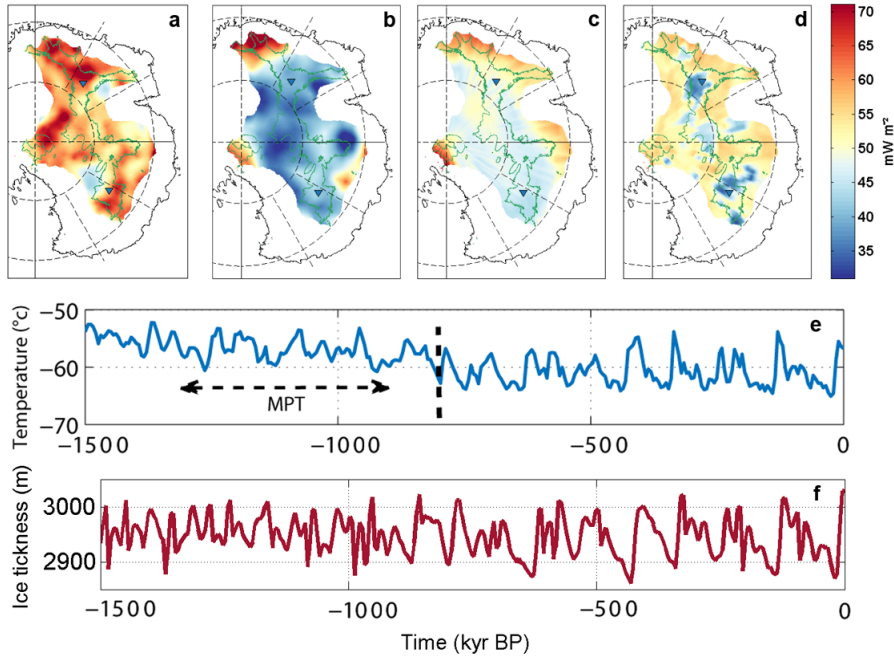 a b c d
70
65
60
55
50
45
40
35
mW m²
Temperature (°c)
−50
−60
−70
e
MPT
−1500 −1000 −500 0
Ice tickness (m)
3000
2900
f
−1500 −1000 −500 0
Time (kyr BP)